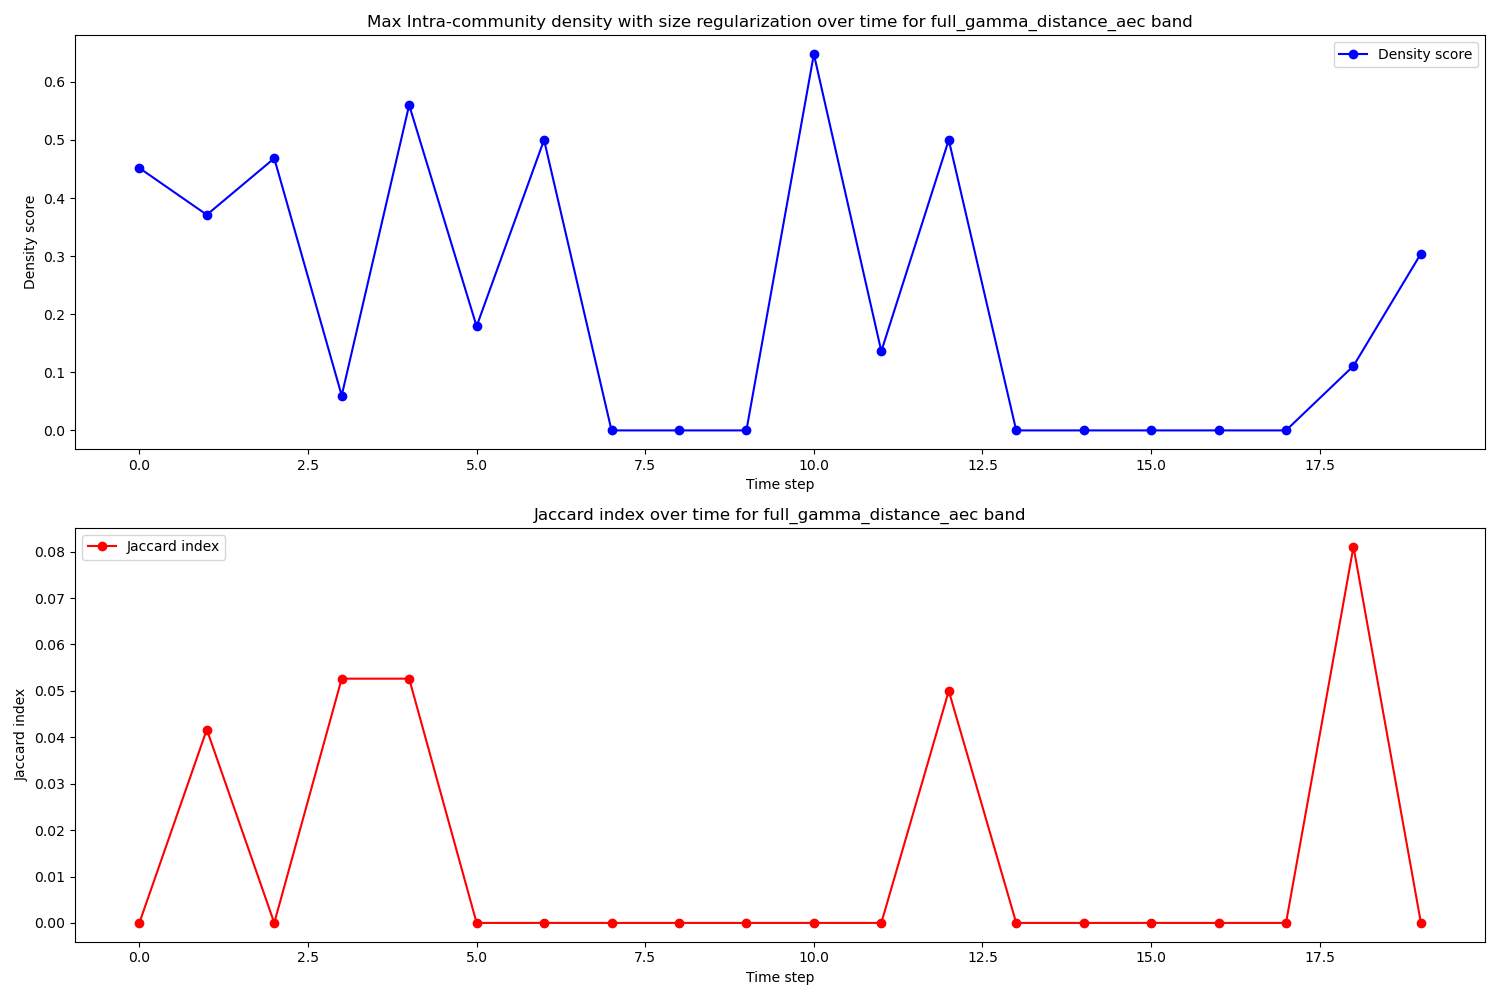 Max Intra-community density with size regularization over time for full_gamma_distance_aec band
Density score
0.6
0.5
0.4
0.3
0.2
0.1
0.0
Density score
0.0 2.5 5.0 7.5 10.0 12.5 15.0 17.5
Time step
Jaccard index over time for full_gamma_distance_aec band
Jaccard index
0.08
0.07
0.06
0.05
0.04
0.03
0.02
0.01
0.00
Jaccard index
0.0 2.5 5.0 7.5 10.0 12.5 15.0 17.5
Time step